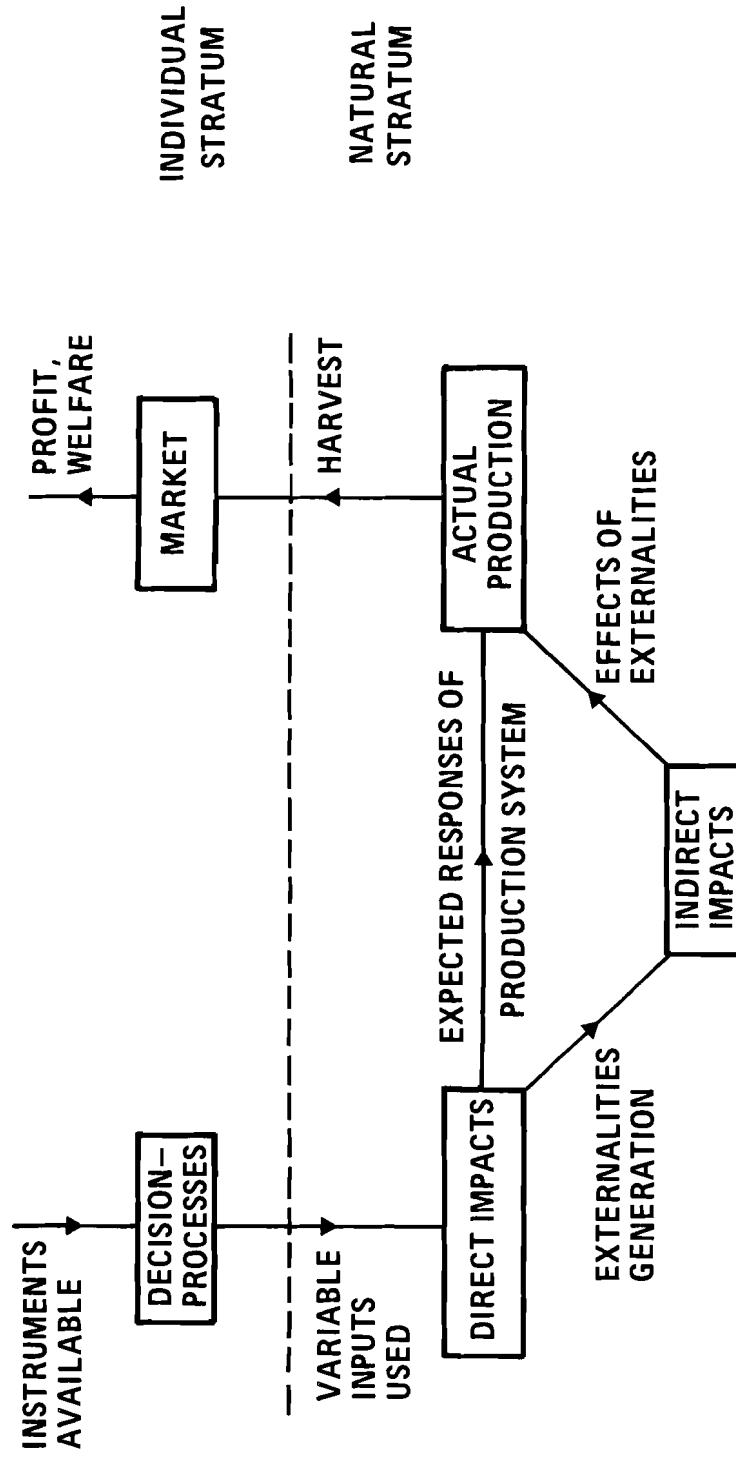 INSTRUMENTS
AVAILABLE
DECISION—
PROCESSES
VARIABLE
INPUTS
USED
DIRECT IMPACTS
EXTERNALITIES
GENERATION
EXPECTED RESPONSES OF
PRODUCTION SYSTEM
INDIRECT
IMPACTS
EFFECTS OF
EXTERNALITIES
ACTUAL
PRODUCTION
HARVEST
MARKET
PROFIT,
WELFARE
INDIVIDUAL
STRATUM
NATURAL
STRATUM